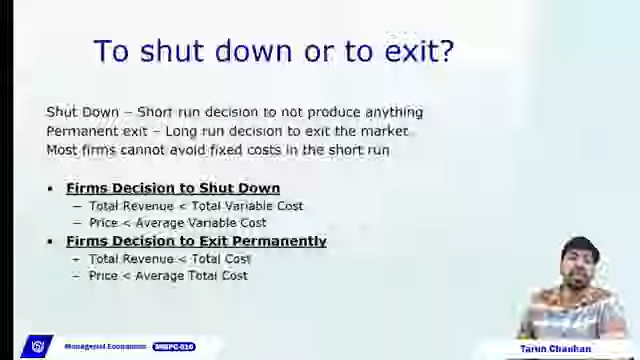 To shut down or to exit?
Shut Down – Short run decision to not produce anything
Permanent exit – Long run decision to exit the market
Most firms cannot avoid fixed costs in the short run
• Firms Decision to Shut Down
– Total Revenue < Total Variable Cost
– Price < Average Variable Cost
• Firms Decision to Exit Permanently
– Total Revenue < Total Cost
– Price < Average Total Cost
Managerial Economics
Tarun Chauhan